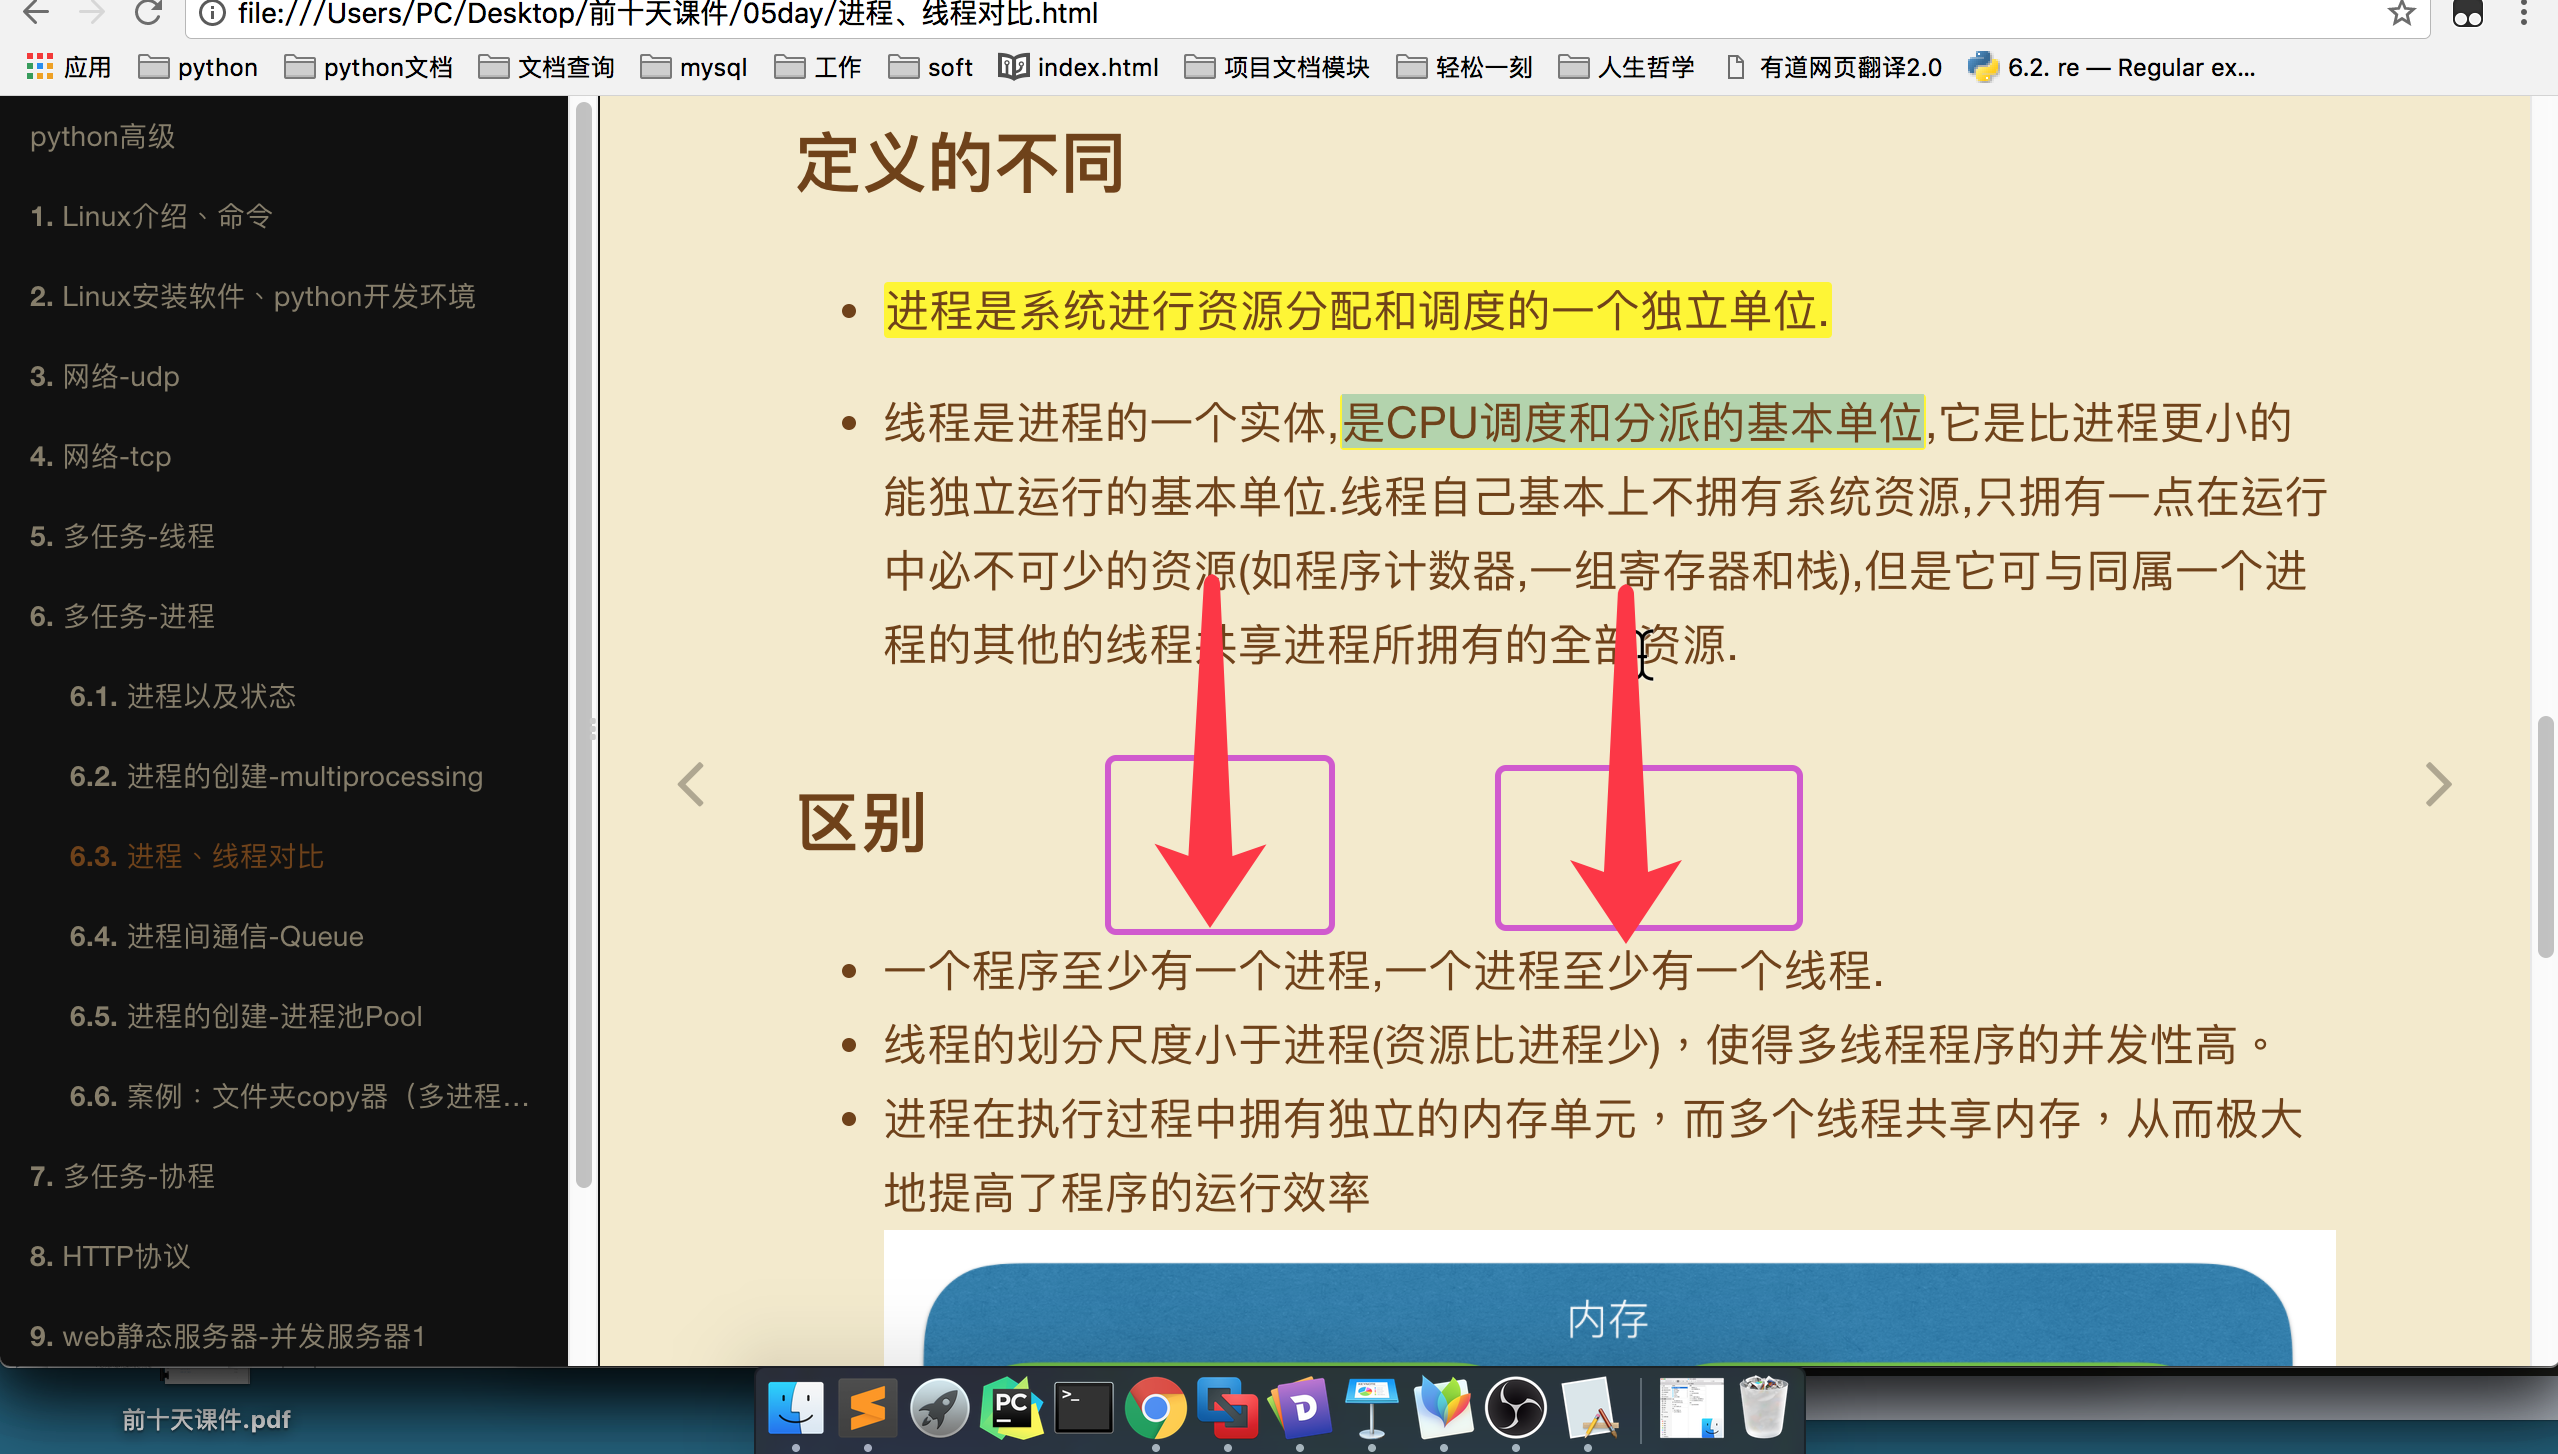 file:///Users/PC/Desktop/前十天课件/05day/进程、线程对比.html
应用 python python文档 文档查询 mysql 工作 soft index.html 项目文档模块 轻松一刻 人生哲学 有道网页翻译2.0 6.2. re — Regular ex...
python高级
1. Linux介绍、命令
2. Linux安装软件、python开发环境
3. 网络-udp
4. 网络-tcp
5. 多任务-线程
6. 多任务-进程
6.1. 进程以及状态
6.2. 进程的创建-multiprocessing
6.3. 进程、线程对比
6.4. 进程间通信-Queue
6.5. 进程的创建-进程池Pool
6.6. 案例：文件夹copy器（多进程...
7. 多任务-协程
8. HTTP协议
9. web静态服务器-并发服务器1
定义的不同
进程是系统进行资源分配和调度的一个独立单位.
线程是进程的一个实体,是CPU调度和分派的基本单位,它是比进程更小的
能独立运行的基本单位.线程自己基本上不拥有系统资源,只拥有一点在运行
中必不可少的资源(如程序计数器,一组寄存器和栈),但是它可与同属一个进
程的其他的线程共享进程所拥有的全部资源.
区别
一个程序至少有一个进程,一个进程至少有一个线程.
线程的划分尺度小于进程(资源比进程少)，使得多线程程序的并发性高。
进程在执行过程中拥有独立的内存单元，而多个线程共享内存，从而极大
地提高了程序的运行效率
内存
前十天课件.pdf
PC
>_
D